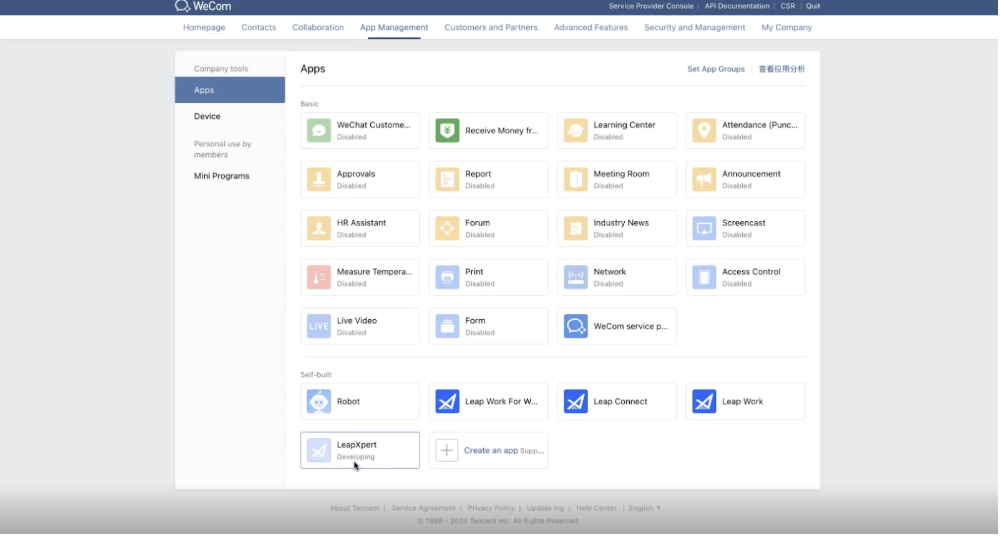 WeCom
Service Provider Console | API Documentation | CSR | Quit
Homepage Contacts Collaboration App Management Customers and Partners Advanced Features Security and Management My Company
Company tools
Apps
Device
Personal use by
members
Mini Programs
Apps
Set App Groups 查看应用分析
Basic
WeChat Custome...
Disabled
Receive Money fr...
Learning Center
Disabled
Attendance (Punc...
Disabled
Approvals
Disabled
Report
Disabled
Meeting Room
Disabled
Announcement
Disabled
HR Assistant
Disabled
Forum
Disabled
Industry News
Disabled
Screencast
Disabled
Measure Tempera...
Disabled
Print
Disabled
Network
Disabled
Access Control
Disabled
LIVE
Live Video
Disabled
Form
Disabled
WeCom service p...
Self-built
Robot
Leap Work For W...
Leap Connect
Leap Work
LeapXpert
Developing
Create an app Supp...
About Tencent | Service Agreement | Privacy Policy | Update log | Help Center | English
© 1998 - 2024 Tencent Inc. All Rights Reserved